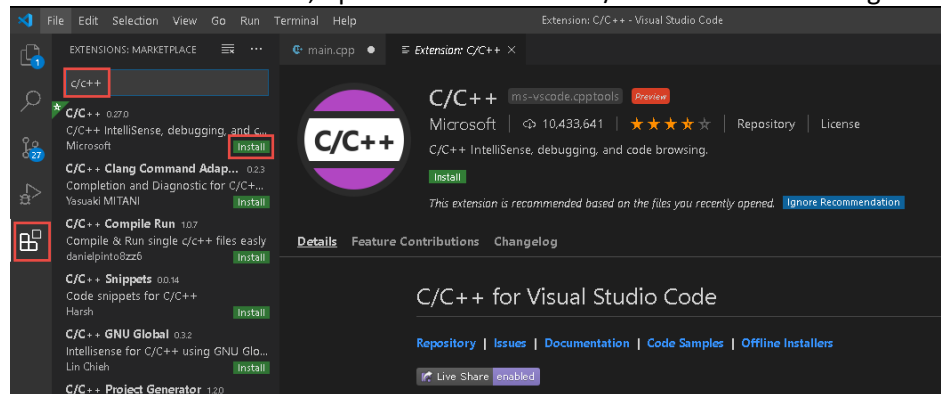 File Edit Selection View Go Run Terminal Help Extension: C/C++ - Visual Studio Code
EXTENSIONS: MARKETPLACE
c/c++
C/C++ 0.27.0
C/C++ IntelliSense, debugging, and c...
Microsoft Install
C/C++ Clang Command Adap... 0.2.3
Completion and Diagnostic for C/C+...
Yasuaki MITANI Install
C/C++ Compile Run 1.0.7
Compile & Run single c/c++ files easly
danielpinto8zz6 Install
C/C++ Snippets 0.0.14
Code snippets for C/C++
Harsh Install
C/C++ GNU Global 0.3.2
Intellisense for C/C++ using GNU Glo...
Lin Chieh Install
C/C++ Project Generator 1.2.0
1
27
main.cpp Extension: C/C++
C/C++
C/C++ ms-vscode.cpptools Preview
Microsoft 10,433,641 Repository License
C/C++ IntelliSense, debugging, and code browsing.
Install
This extension is recommended based on the files you recently opened. Ignore Recommendation
Details Feature Contributions Changelog
C/C++ for Visual Studio Code
Repository | Issues | Documentation | Code Samples | Offline Installers
Live Share enabled